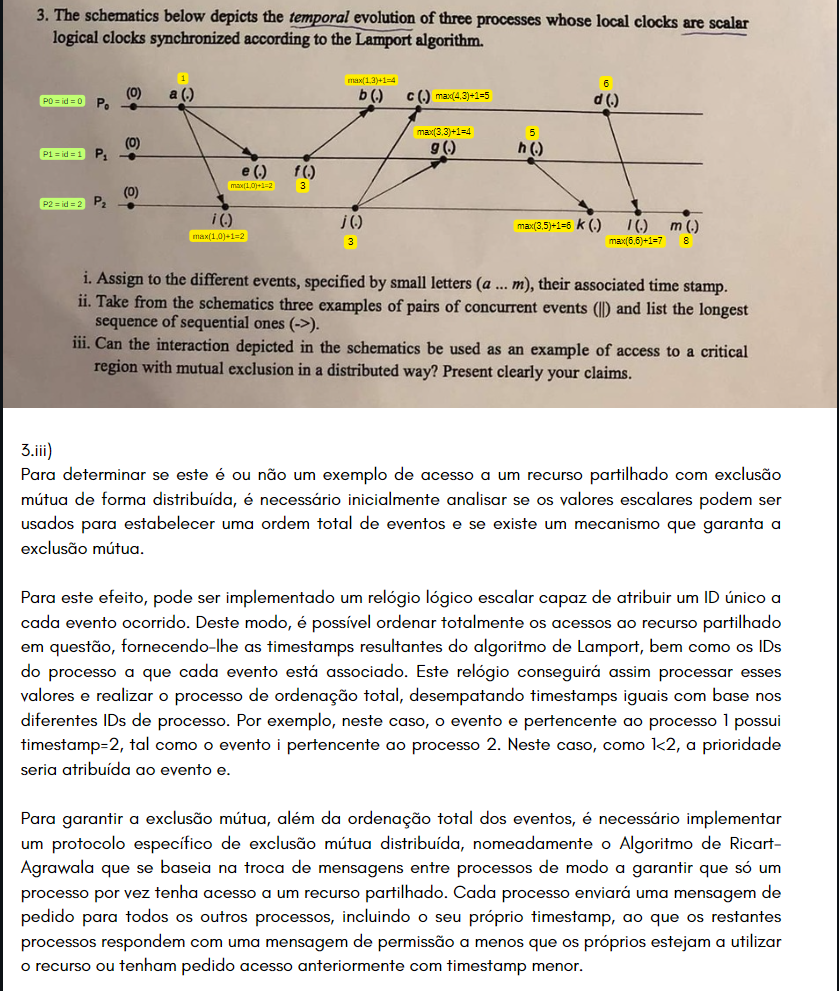 3. The schematics below depicts the temporal evolution of three processes whose local clocks are scalar
logical clocks synchronized according to the Lamport algorithm.
1 max(1,3)+1=4 6
P0 = id = 0 P₀ (0) a (.) b (.) c (.) max(4,3)+1=5 d (.)
max(3,3)+1=4 5
P1 = id = 1 P₁ (0) g (.) h (.)
e (.) f (.)
max(1,0)+1=2 3
P2 = id = 2 P₂ (0)
i (.) j (.) max(3,5)+1=6 k (.) l (.) m (.)
max(1,0)+1=2 3 max(6,6)+1=7 8
i. Assign to the different events, specified by small letters (a ... m), their associated time stamp.
ii. Take from the schematics three examples of pairs of concurrent events (||) and list the longest
sequence of sequential ones (->).
iii. Can the interaction depicted in the schematics be used as an example of access to a critical
region with mutual exclusion in a distributed way? Present clearly your claims.
3.iii)
Para determinar se este é ou não um exemplo de acesso a um recurso partilhado com exclusão
mútua de forma distribuída, é necessário inicialmente analisar se os valores escalares podem ser
usados para estabelecer uma ordem total de eventos e se existe um mecanismo que garanta a
exclusão mútua.
Para este efeito, pode ser implementado um relógio lógico escalar capaz de atribuir um ID único a
cada evento ocorrido. Deste modo, é possível ordenar totalmente os acessos ao recurso partilhado
em questão, fornecendo-lhe as timestamps resultantes do algoritmo de Lamport, bem como os IDs
do processo a que cada evento está associado. Este relógio conseguirá assim processar esses
valores e realizar o processo de ordenação total, desempatando timestamps iguais com base nos
diferentes IDs de processo. Por exemplo, neste caso, o evento e pertencente ao processo 1 possui
timestamp=2, tal como o evento i pertencente ao processo 2. Neste caso, como 1<2, a prioridade
seria atribuída ao evento e.
Para garantir a exclusão mútua, além da ordenação total dos eventos, é necessário implementar
um protocolo específico de exclusão mútua distribuída, nomeadamente o Algoritmo de Ricart-
Agrawala que se baseia na troca de mensagens entre processos de modo a garantir que só um
processo por vez tenha acesso a um recurso partilhado. Cada processo enviará uma mensagem de
pedido para todos os outros processos, incluindo o seu próprio timestamp, ao que os restantes
processos respondem com uma mensagem de permissão a menos que os próprios estejam a utilizar
o recurso ou tenham pedido acesso anteriormente com timestamp menor.